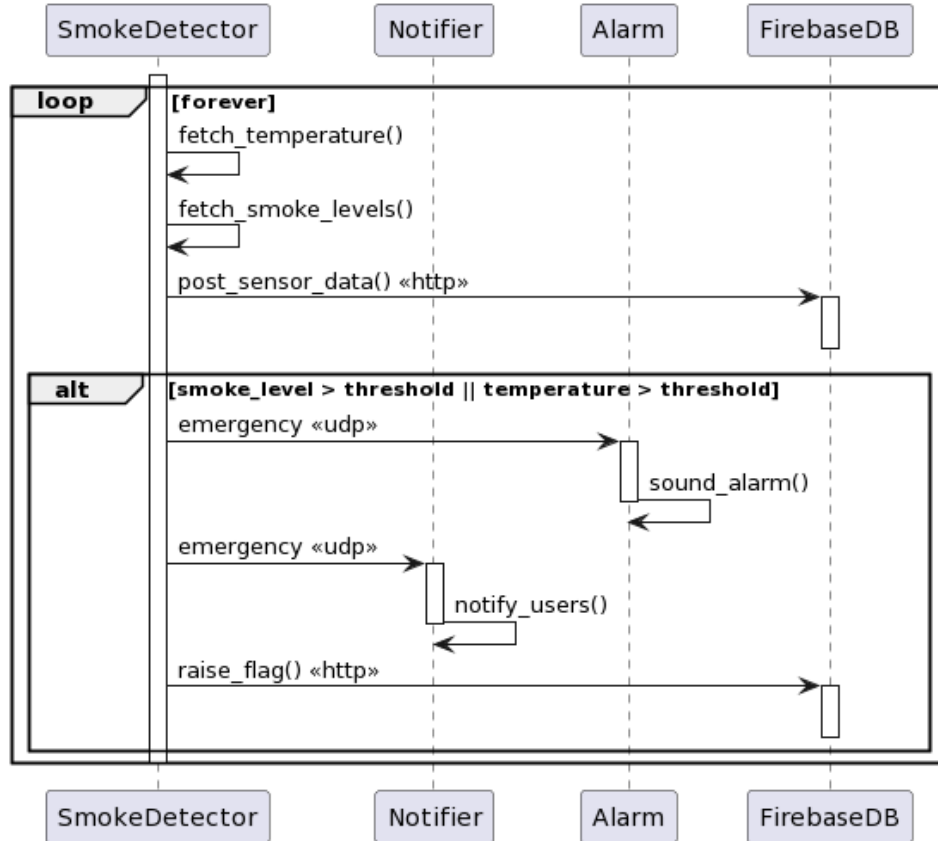 SmokeDetector Notifier Alarm FirebaseDB
loop [forever]
fetch_temperature()
fetch_smoke_levels()
post_sensor_data() «http»
alt [smoke_level > threshold || temperature > threshold]
emergency «udp»
sound_alarm()
emergency «udp»
notify_users()
raise_flag() «http»
SmokeDetector Notifier Alarm FirebaseDB